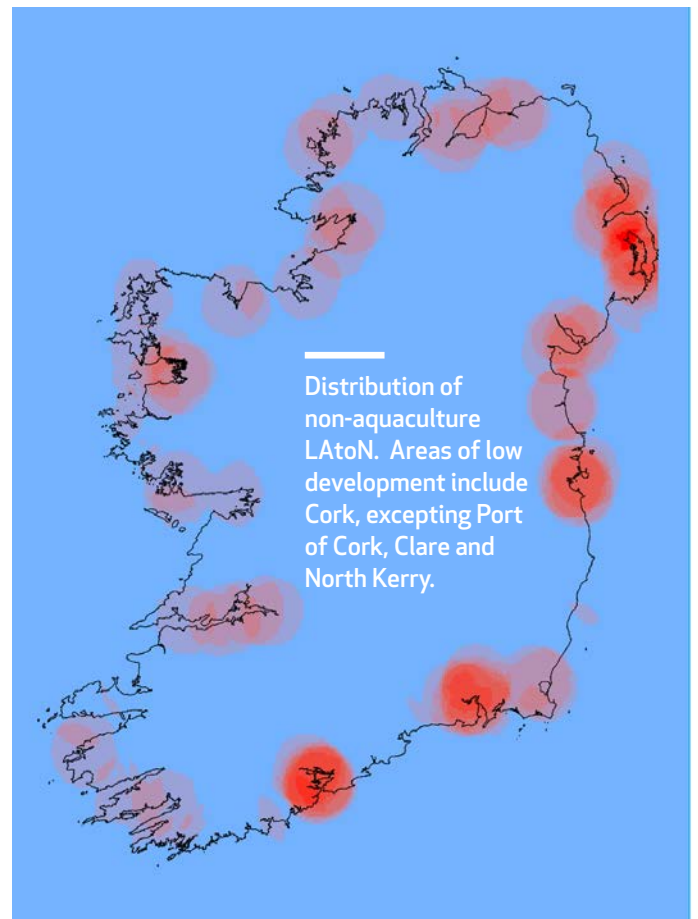 Distribution of
non-aquaculture
LAtoN. Areas of low
development include
Cork, excepting Port
of Cork, Clare and
North Kerry.